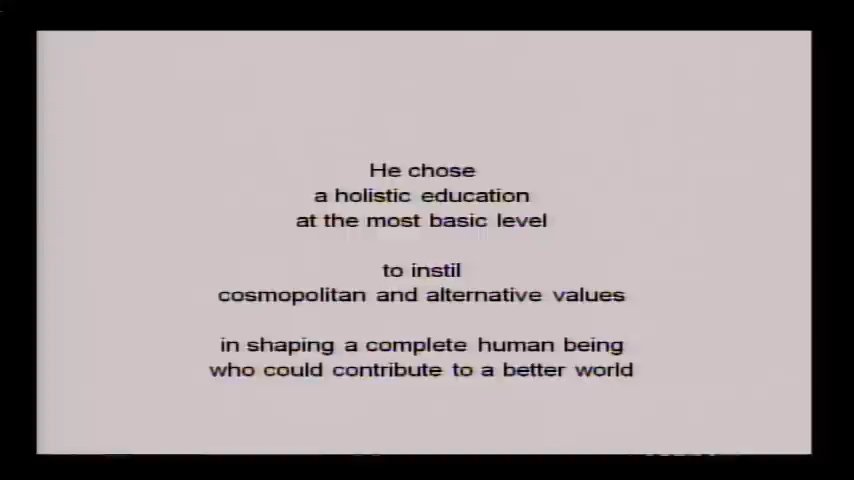 He chose
a holistic education
at the most basic level
to instil
cosmopolitan and alternative values
in shaping a complete human being
who could contribute to a better world